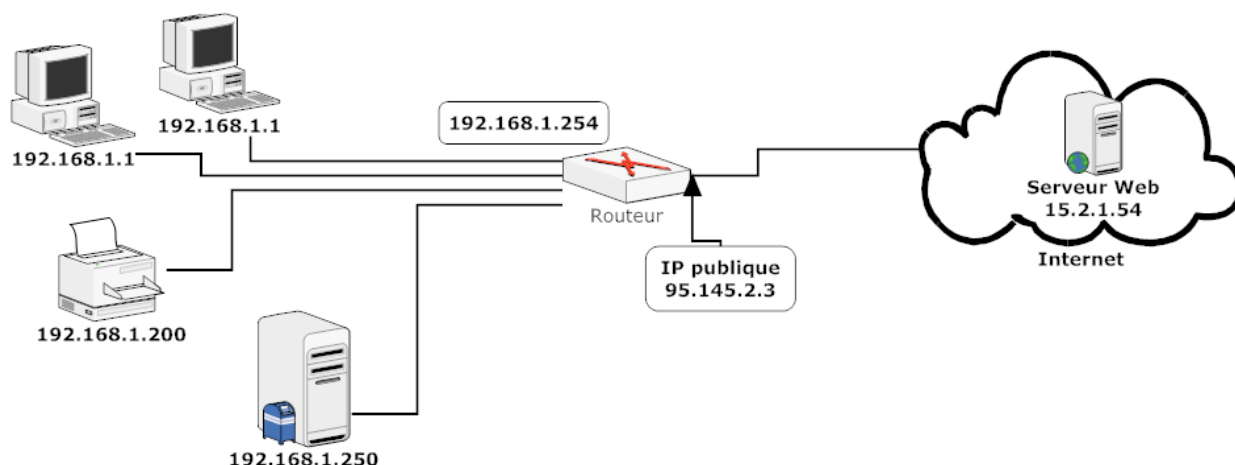 192.168.1.1
192.168.1.1
192.168.1.254
Routeur
IP publique
95.145.2.3
Serveur Web
15.2.1.54
Internet
192.168.1.200
192.168.1.250